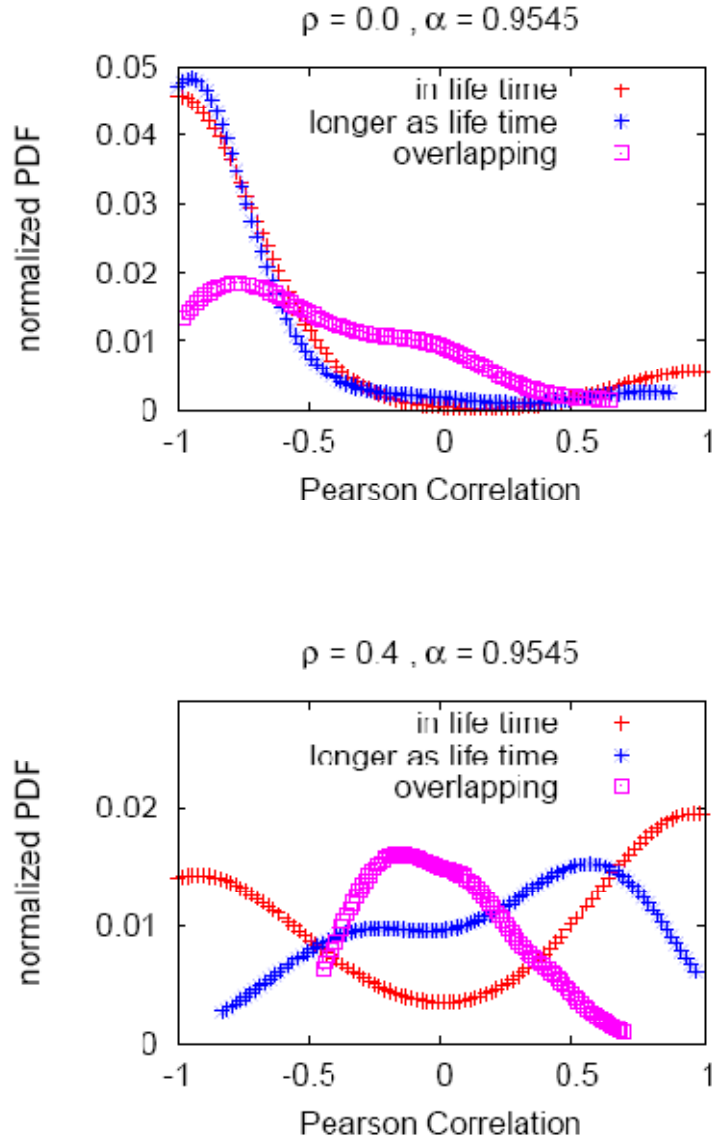 ρ = 0.0 , α = 0.9545
normalized PDF
0.05
0.04
0.03
0.02
0.01
0
in life time
longer as life time
overlapping
-1 -0.5 0 0.5 1
Pearson Correlation
ρ = 0.4 , α = 0.9545
normalized PDF
0.02
0.01
0
in life time
longer as life time
overlapping
-1 -0.5 0 0.5 1
Pearson Correlation